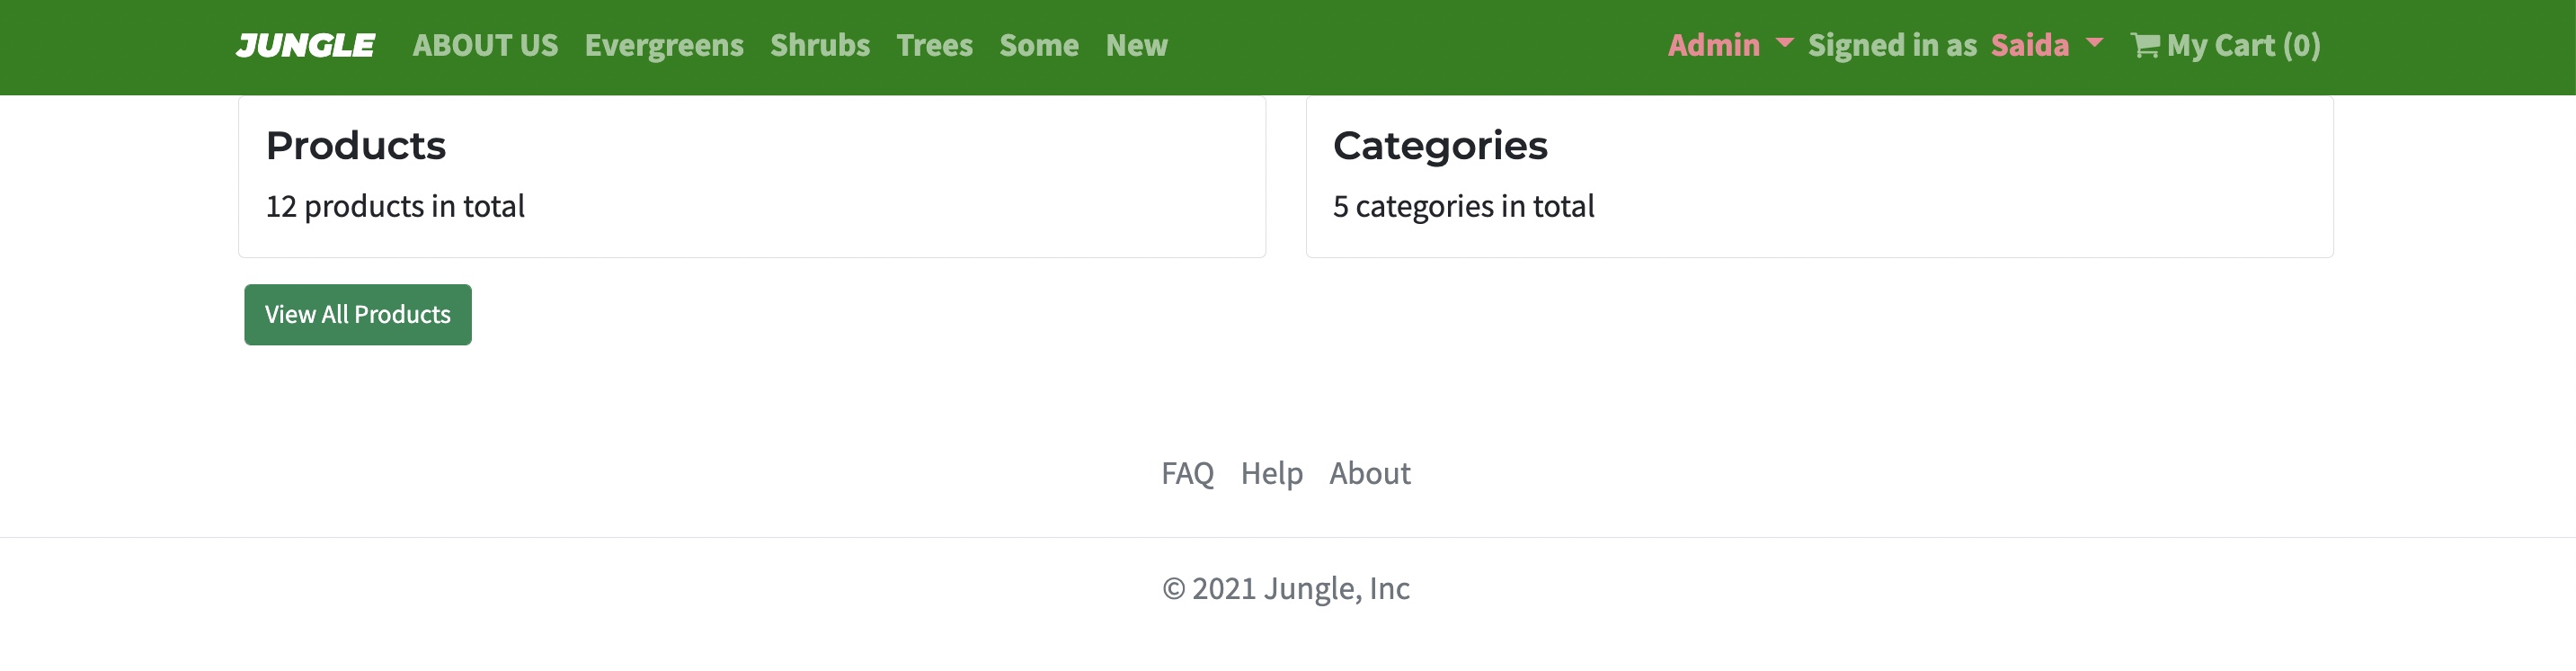 JUNGLE ABOUT US Evergreens Shrubs Trees Some New Admin Signed in as Saida My Cart (0)
Products
12 products in total
Categories
5 categories in total
View All Products
FAQ Help About
© 2021 Jungle, Inc